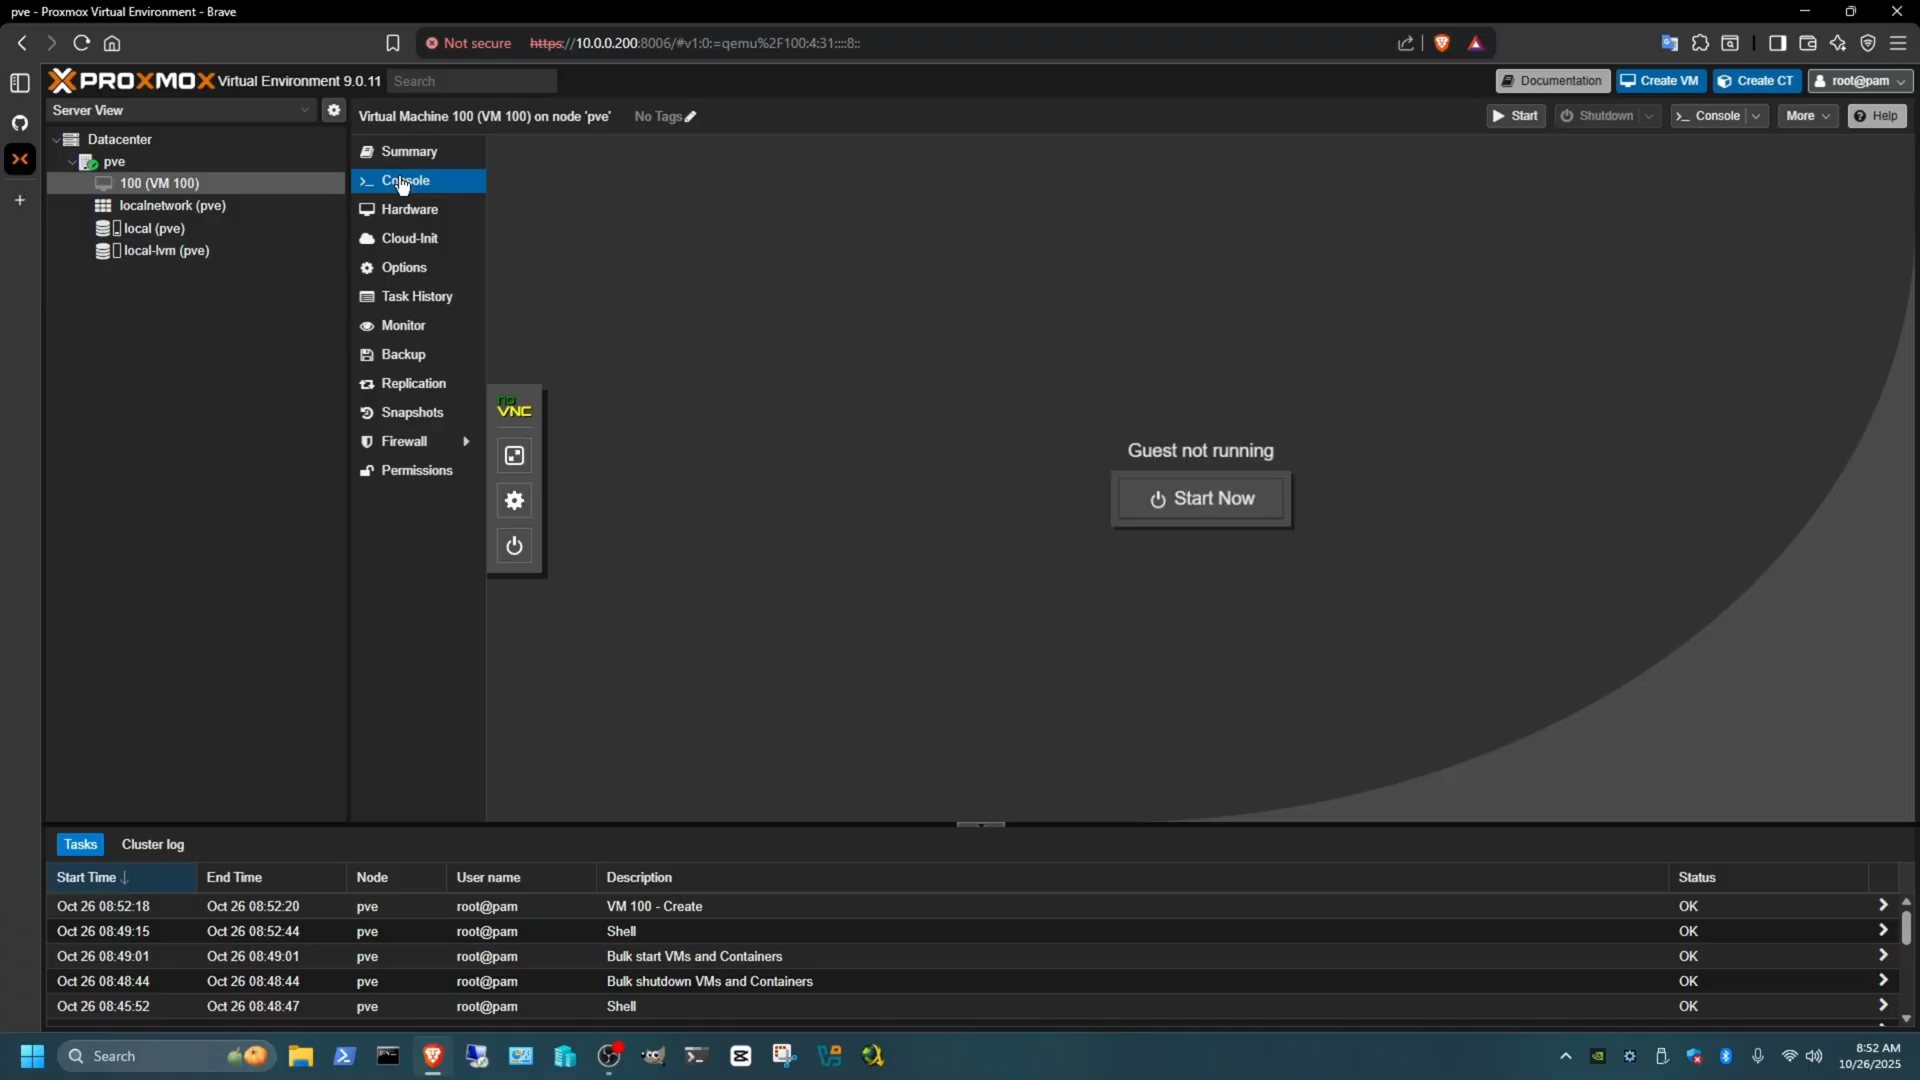 pve - Proxmox Virtual Environment - Brave
Not secure https://10.0.0.200:8006/#v1:0:=qemu%2F100:4:31::::8::
PROXMOX Virtual Environment 9.0.11 Search
Documentation Create VM Create CT root@pam
Server View
Virtual Machine 100 (VM 100) on node 'pve' No Tags
Start Shutdown >_ Console More Help
Datacenter
pve
100 (VM 100)
localnetwork (pve)
local (pve)
local-lvm (pve)
Summary
>_ Console
Hardware
Cloud-Init
Options
Task History
Monitor
Backup
Replication
Snapshots
Firewall
Permissions
no
VNC
Guest not running
Start Now
Tasks Cluster log
Start Time End Time Node User name Description Status
Oct 26 08:52:18 Oct 26 08:52:20 pve root@pam VM 100 - Create OK
Oct 26 08:49:15 Oct 26 08:52:44 pve root@pam Shell OK
Oct 26 08:49:01 Oct 26 08:49:01 pve root@pam Bulk start VMs and Containers OK
Oct 26 08:48:44 Oct 26 08:48:44 pve root@pam Bulk shutdown VMs and Containers OK
Oct 26 08:45:52 Oct 26 08:48:47 pve root@pam Shell OK
Search
8:52 AM
10/26/2025